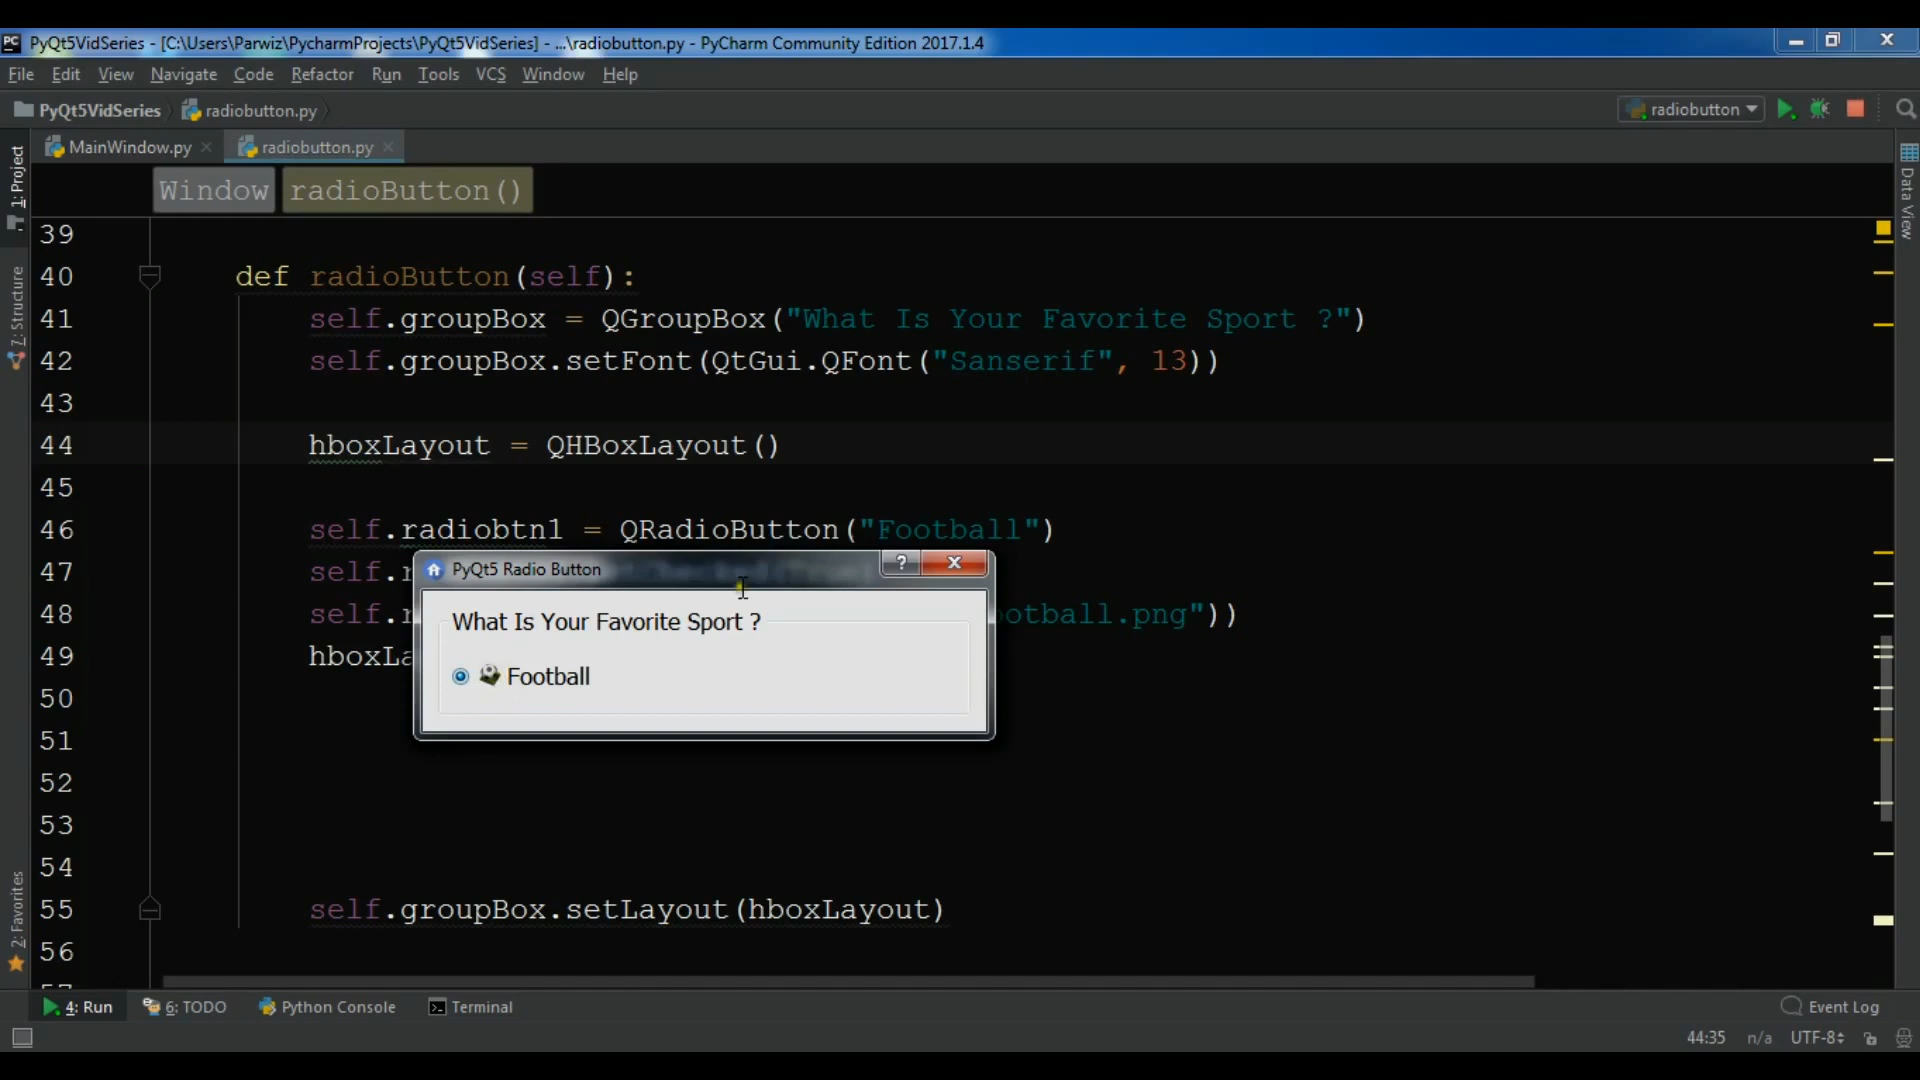 PC PyQt5VidSeries - [C:\Users\Parwiz\PycharmProjects\PyQt5VidSeries] - ...\radiobutton.py - PyCharm Community Edition 2017.1.4
File Edit View Navigate Code Refactor Run Tools VCS Window Help
PyQt5VidSeries radiobutton.py radiobutton
MainWindow.py radiobutton.py
1: Project
7: Structure
2: Favorites
Data View
Window radioButton()
39
40 def radioButton(self):
41 self.groupBox = QGroupBox("What Is Your Favorite Sport ?")
42 self.groupBox.setFont(QtGui.QFont("Sanserif", 13))
43
44 hboxLayout = QHBoxLayout()
45
46 self.radiobtn1 = QRadioButton("Football")
47 self.r
48 self.r ootball.png"))
49 hboxLa
50
51
52
53
54
55 self.groupBox.setLayout(hboxLayout)
56
PyQt5 Radio Button ?
What Is Your Favorite Sport ?
Football
4: Run 6: TODO Python Console Terminal Event Log
44:35 n/a UTF-8